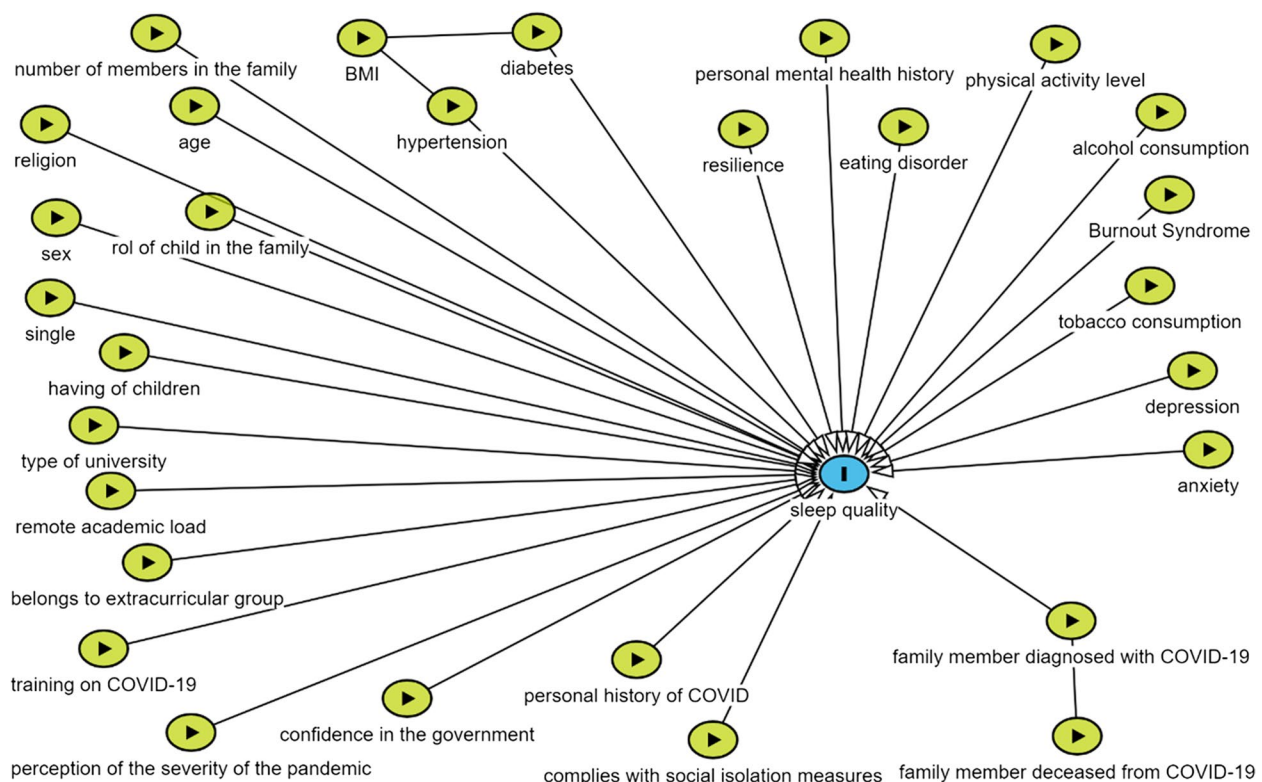 number of members in the family
BMI
diabetes
personal mental health history
physical activity level
religion
age
hypertension
resilience
eating disorder
alcohol consumption
sex
rol of child in the family
Burnout Syndrome
single
tobacco consumption
having of children
depression
type of university
anxiety
remote academic load
sleep quality
belongs to extracurricular group
training on COVID-19
personal history of COVID
family member diagnosed with COVID-19
confidence in the government
perception of the severity of the pandemic
complies with social isolation measures
family member deceased from COVID-19